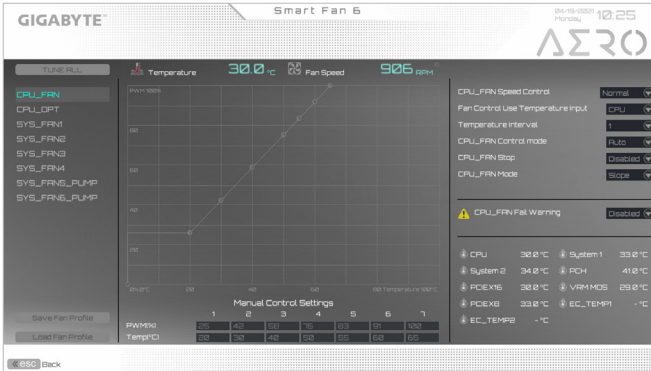 GIGABYTE™
Smart Fan 6
04/19/2021
Monday
10:25
AERO
TUNE ALL
Temperature 30.0 °C
Fan Speed 906 RPM
CPU_FAN
CPU_OPT
SYS_FAN1
SYS_FAN2
SYS_FAN3
SYS_FAN4
SYS_FAN5_PUMP
SYS_FAN6_PUMP
Save Fan Profile
Load Fan Profile
PWM 100%
80
60
40
20
0%:0°C 20 40 60 80 Temperature 100°C
Manual Control Settings
1 2 3 4 5 6 7
PWM(%) 25 42 58 75 83 91 100
Temp(°C) 20 30 40 50 55 60 65
CPU_FAN Speed Control Normal
Fan Control Use Temperature Input CPU
Temperature Interval 1
CPU_FAN Control mode Auto
CPU_FAN Stop Disabled
CPU_FAN Mode Slope
CPU_FAN Fail Warning Disabled
CPU 30.0 °C System 1 33.0 °C
System 2 34.0 °C PCH 41.0 °C
PCIEX16 30.0 °C VRM MOS 29.0 °C
PCIEX8 33.0 °C EC_TEMP1 - °C
EC_TEMP2 - °C
esc Back